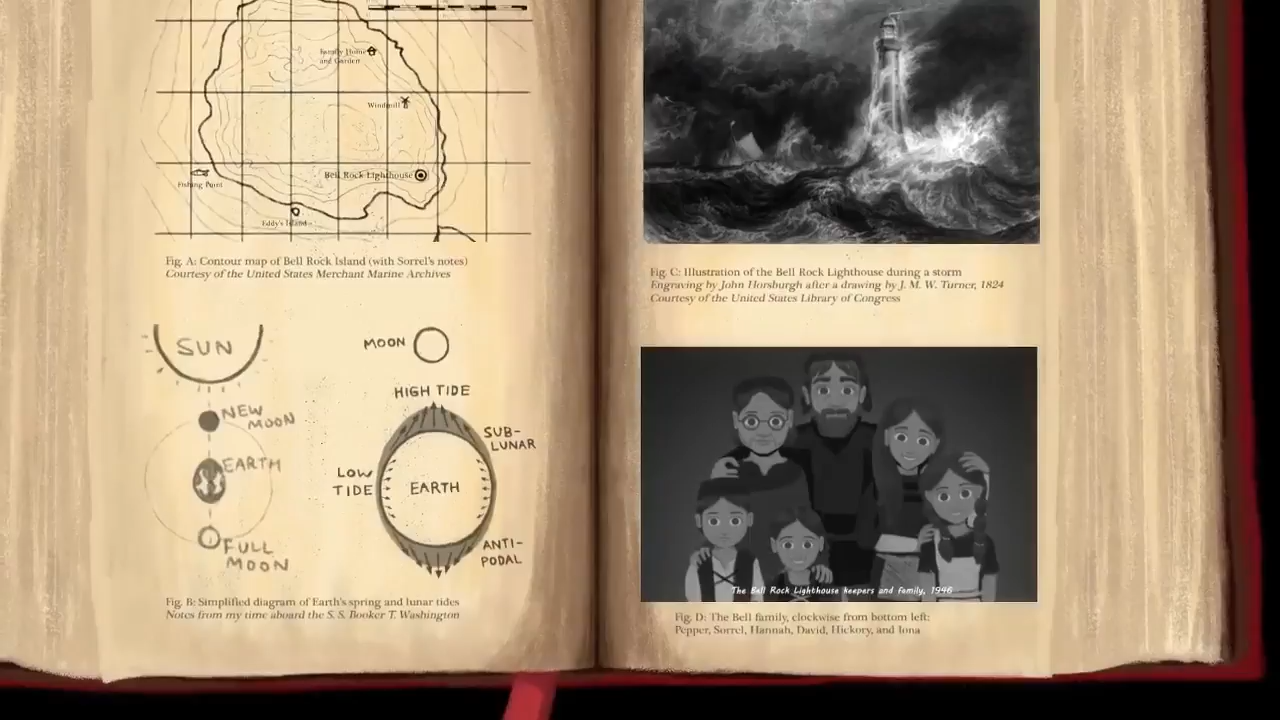 Family Home
and Garden
Windmill
Bell Rock Lighthouse
Fishing Point
Eddy's Island
Fig. A: Contour map of Bell Rock Island (with Sorrel's notes)
Courtesy of the United States Merchant Marine Archives
SUN
NEW
MOON
EARTH
FULL
MOON
MOON
HIGH TIDE
SUB-
LUNAR
LOW
TIDE
EARTH
ANTI-
PODAL
Fig. B: Simplified diagram of Earth's spring and lunar tides
Notes from my time aboard the S. S. Booker T. Washington
Fig. C: Illustration of the Bell Rock Lighthouse during a storm
Engraving by John Horsburgh after a drawing by J. M. W. Turner, 1824
Courtesy of the United States Library of Congress
The Bell Rock Lighthouse keepers and family, 1946
Fig. D: The Bell family, clockwise from bottom left:
Pepper, Sorrel, Hannah, David, Hickory, and Iona